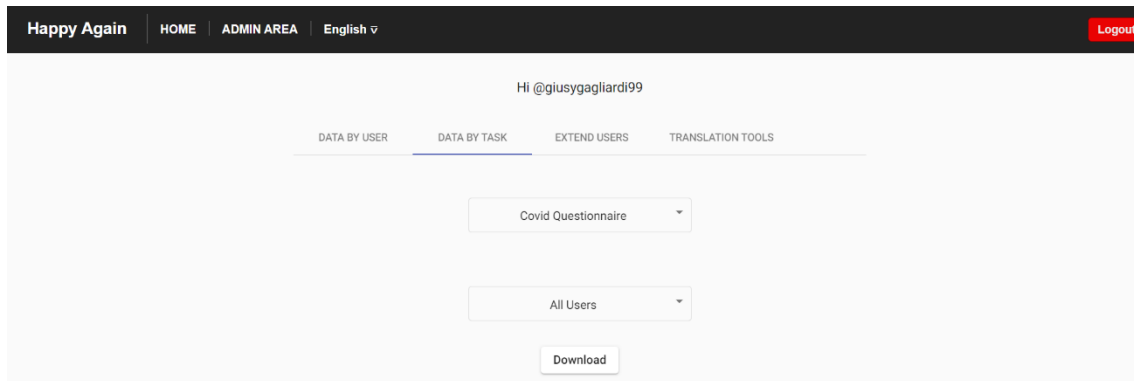 Happy Again HOME ADMIN AREA English Logout
Hi @giusygagliardi99
DATA BY USER DATA BY TASK EXTEND USERS TRANSLATION TOOLS
Covid Questionnaire
All Users
Download